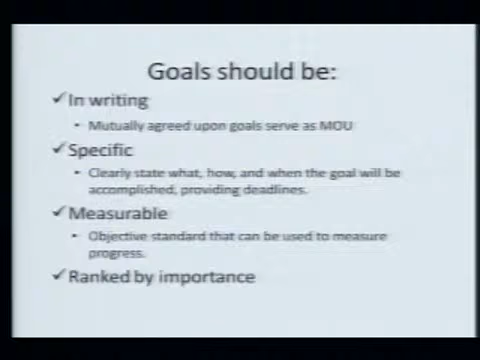 Goals should be:
✓In writing
• Mutually agreed upon goals serve as MOU
✓Specific
• Clearly state what, how, and when the goal will be
accomplished, providing deadlines.
✓Measurable
• Objective standard that can be used to measure
progress.
✓Ranked by importance